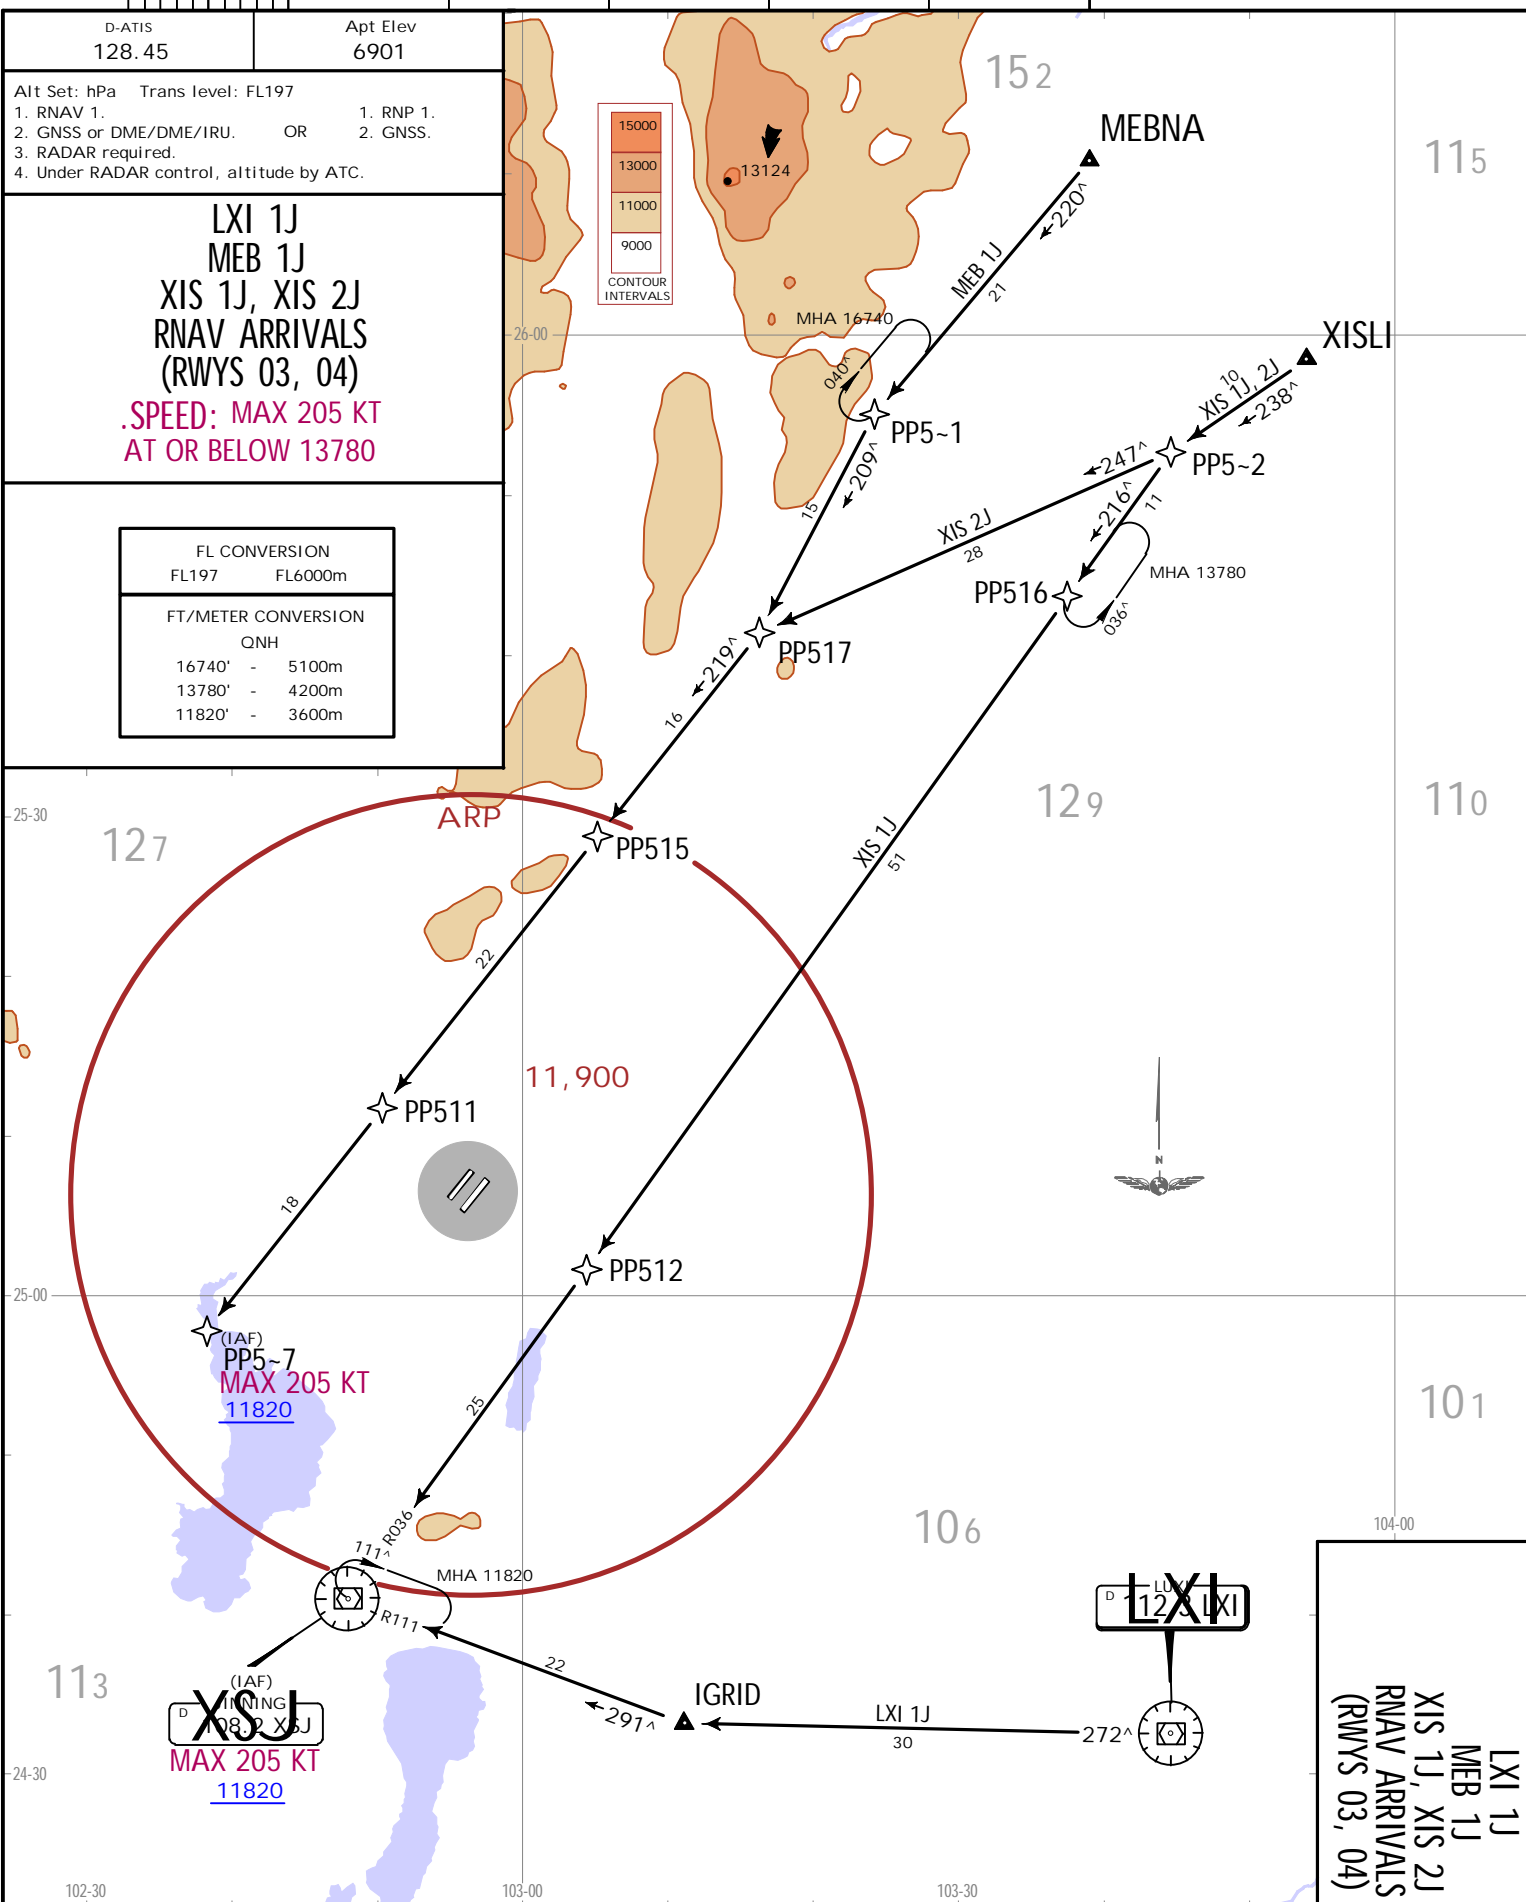 D-ATIS
128.45
Apt Elev
6901
Alt Set: hPa Trans level: FL197
1. RNAV 1.
2. GNSS or DME/DME/IRU.
OR
1. RNP 1.
2. GNSS.
3. RADAR required.
4. Under RADAR control, altitude by ATC.
LXI 1J
MEB 1J
XIS 1J, XIS 2J
RNAV ARRIVALS
(RWYS 03, 04)
.SPEED: MAX 205 KT
AT OR BELOW 13780
FL CONVERSION
FL197 FL6000m
FT/METER CONVERSION
QNH
16740' - 5100m
13780' - 4200m
11820' - 3600m
15000
13000
11000
9000
CONTOUR
INTERVALS
13124
152
MEBNA
115
220^
MEB 1J
21
MHA 16740
26-00
040^
XISLI
10
XIS 1J, 2J
238^
PP5~1
PP5~2
209^
15
247^
216^
11
XIS 2J
28
MHA 13780
PP516
036^
PP517
219^
16
25-30
127
ARP
PP515
129
110
XIS 1J
51
22
11,900
PP511
N
18
PP512
25-00
(IAF)
PP5~7
MAX 205 KT
11820
25
101
106
104-00
R036
111^
MHA 11820
R111
D
112.3 LXI
LXI
113
(IAF)
D
XSJ
MAX 205 KT
11820
22
291^
IGRID
LXI 1J
30
272^
24-30
102-30
103-00
103-30
LXI 1J
MEB 1J
XIS 1J, XIS 2J
RNAV ARRIVALS
(RWYS 03, 04)